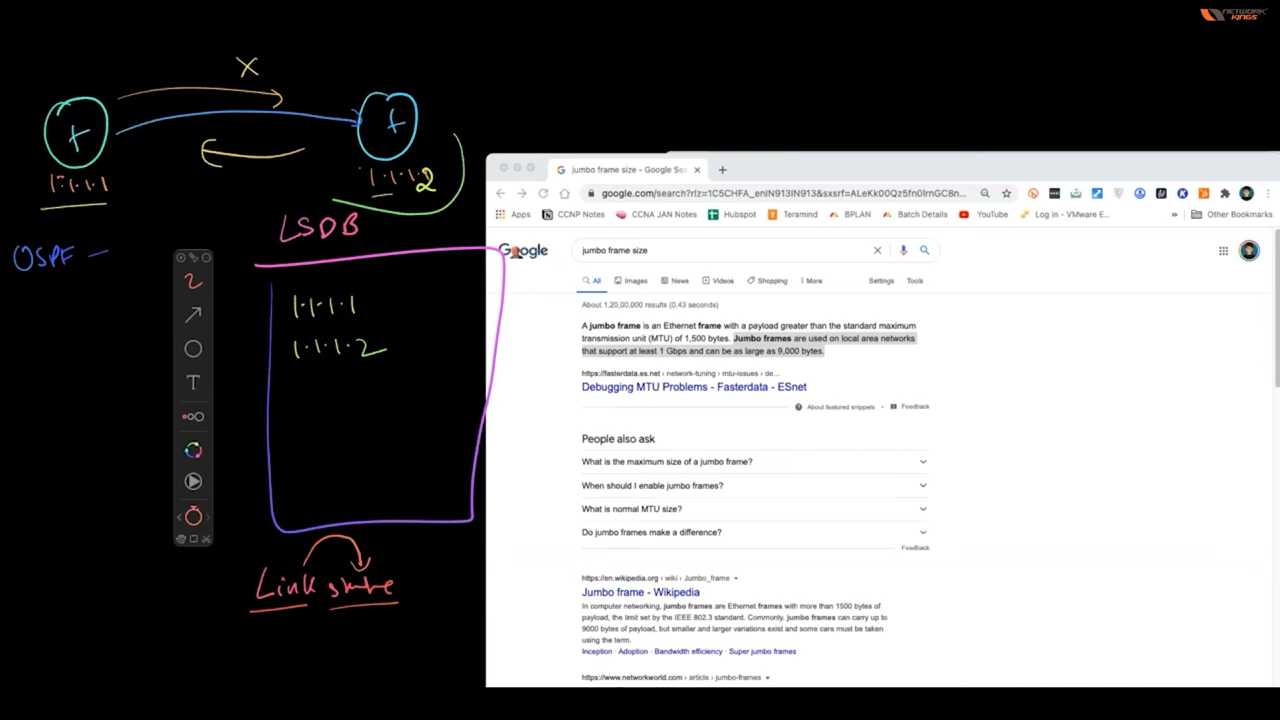 NETWORK
KINGS
X
1.1.1.1
1.1.1.2
LSDB
OSPF -
1.1.1.1
1.1.1.2
Link state
2
T
jumbo frame size - Google Se
google.com/search?rlz=1C5CHFA_enIN913IN913&sxsrf=ALeKk00Qz5fn0IrnGC8n...
Apps CCNP Notes CCNA JAN Notes Hubspot Teramind BPLAN Batch Details YouTube Log in - VMware E... » Other Bookmarks
Google
jumbo frame size
All Images News Videos Shopping More Settings Tools
About 1,20,00,000 results (0.43 seconds)
A jumbo frame is an Ethernet frame with a payload greater than the standard maximum
transmission unit (MTU) of 1,500 bytes. Jumbo frames are used on local area networks
that support at least 1 Gbps and can be as large as 9,000 bytes.
https://fasterdata.es.net › network-tuning › mtu-issues › de...
Debugging MTU Problems - Fasterdata - ESnet
About featured snippets • Feedback
People also ask
What is the maximum size of a jumbo frame?
When should I enable jumbo frames?
What is normal MTU size?
Do jumbo frames make a difference?
Feedback
https://en.wikipedia.org › wiki › Jumbo_frame
Jumbo frame - Wikipedia
In computer networking, jumbo frames are Ethernet frames with more than 1500 bytes of
payload, the limit set by the IEEE 802.3 standard. Commonly, jumbo frames can carry up to
9000 bytes of payload, but smaller and larger variations exist and some care must be taken
using the term.
Inception · Adoption · Bandwidth efficiency · Super jumbo frames
https://www.networkworld.com › article › jumbo-frames